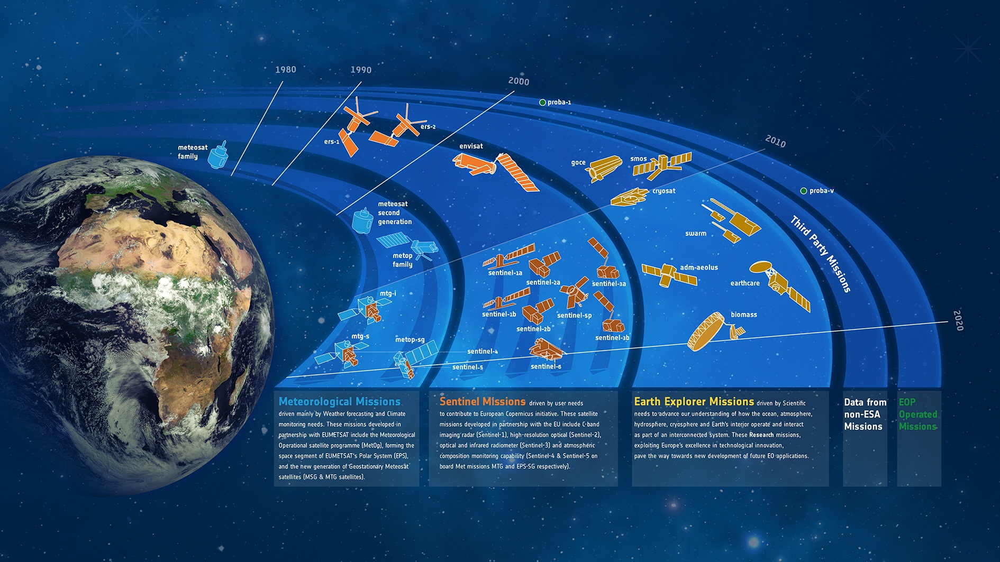 1980
1990
2000
2010
2020
proba-1
proba-v
meteosat
family
ers-1
ers-2
envisat
goce
smos
cryosat
meteosat
second
generation
metop
family
swarm
adm-aeolus
earthcare
biomass
Third Party Missions
sentinel-1a
sentinel-2a
sentinel-3a
sentinel-1b
sentinel-2b
sentinel-5p
sentinel-3b
sentinel-6
mtg-i
mtg-s
metop-sg
sentinel-4
sentinel-5
Meteorological Missions
driven mainly by Weather forecasting and Climate
monitoring needs. These missions developed in
partnership with EUMETSAT include the Meteorological
Operational satellite programme (MetOp), forming the
space segment of EUMETSAT's Polar System (EPS),
and the new generation of Geostationary Meteosat
satellites (MSG & MTG satellites).
Sentinel MIssions driven by user needs
to contribute to European Copernicus initiative. These satellite
missions developed in partnership with the EU include C-band
imaging radar (Sentinel-1), high-resolution optical (Sentinel-2),
optical and infrared radiometer (Sentinel-3) and atmospheric
composition monitoring capability (Sentinel-4 & Sentinel-5 on
board Met missions MTG and EPS-SG respectively).
Earth Explorer Missions driven by Scientific
needs to advance our understanding of how the ocean, atmosphere,
hydrosphere, cryosphere and Earth's interior operate and interact
as part of an interconnected system. These Research missions,
exploiting Europe's excellence in technological innovation,
pave the way towards new development of future EO applications.
Data from
non-ESA
Missions
EOP
Operated
Missions